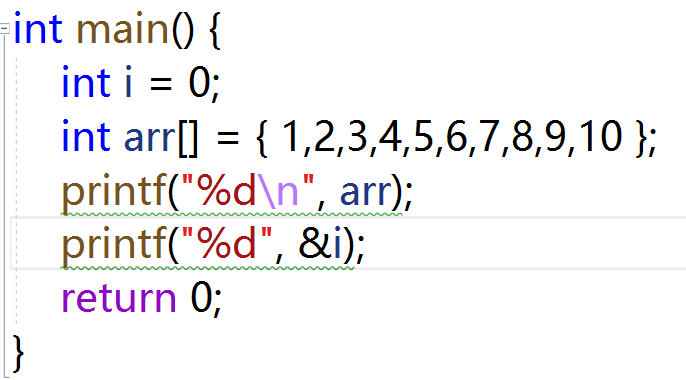 int main() {
int i = 0;
int arr[] = { 1,2,3,4,5,6,7,8,9,10 };
printf("%d\n", arr);
printf("%d", &i);
return 0;
}